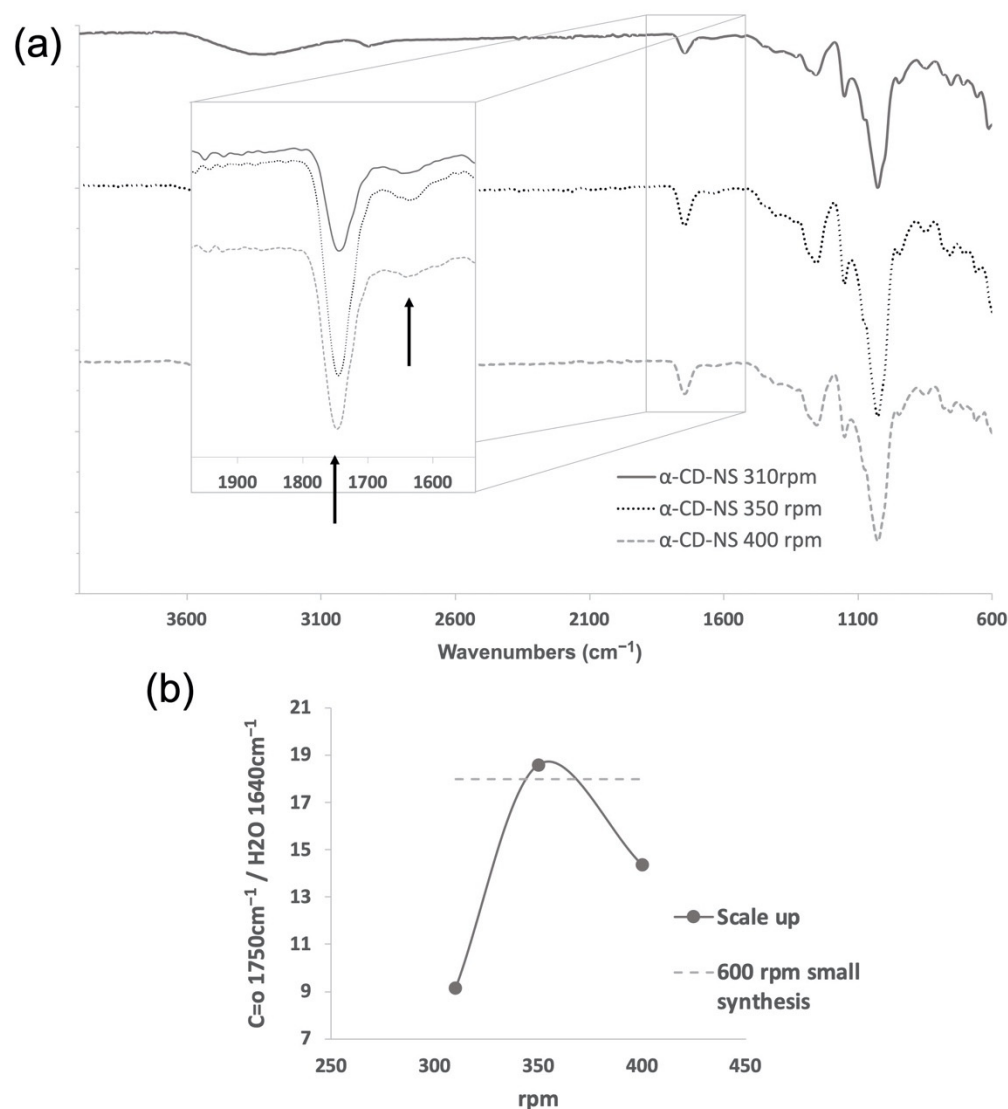 (a)
1900 1800 1700 1600
α-CD-NS 310rpm
α-CD-NS 350 rpm
α-CD-NS 400 rpm
3600 3100 2600 2100 1600 1100 600
Wavenumbers (cm⁻¹)
(b)
C=o 1750cm⁻¹ / H2O 1640cm⁻¹
21
19
17
15
13
11
9
7
250 300 350 400 450
rpm
Scale up
600 rpm small
synthesis